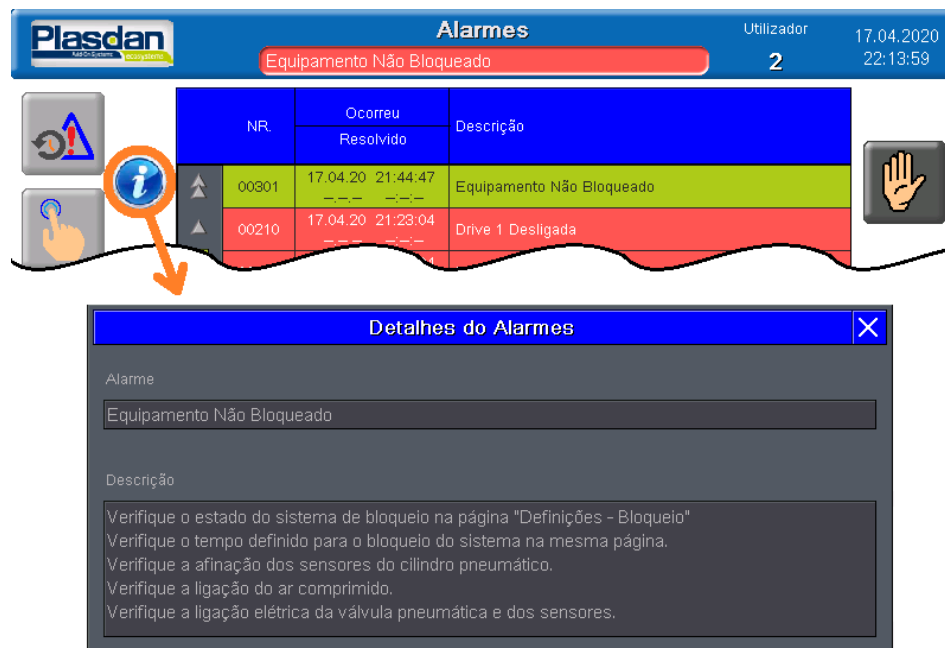 Plasdan
Alarmes
Utilizador
17.04.2020
Equipamento Não Bloqueado
2
22:13:59
NR.
Ocorreu
Resolvido
Descrição
00301
17.04.20 21:44:47
--.--.-- --:--:--
Equipamento Não Bloqueado
00210
17.04.20 21:23:04
Drive 1 Desligada
Detalhes do Alarmes
Alarme
Equipamento Não Bloqueado
Descrição
Verifique o estado do sistema de bloqueio na página "Definições - Bloqueio"
Verifique o tempo definido para o bloqueio do sistema na mesma página.
Verifique a afinação dos sensores do cilindro pneumático.
Verifique a ligação do ar comprimido.
Verifique a ligação elétrica da válvula pneumática e dos sensores.